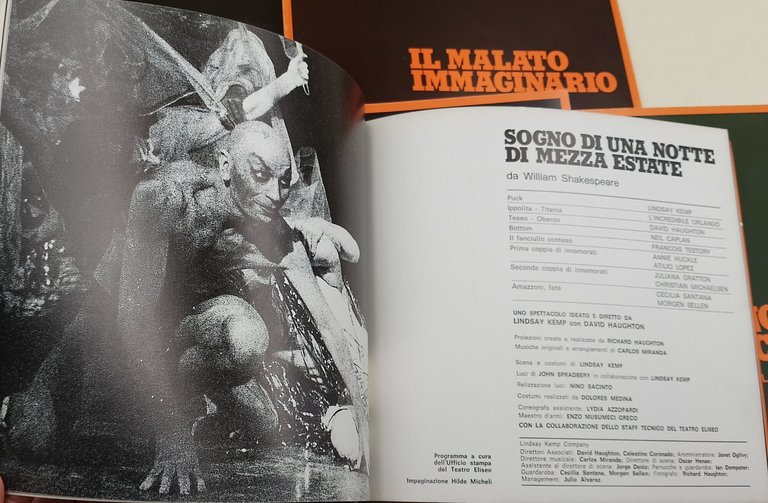 IL MALATO
IMMAGINARIO
SOGNO DI UNA NOTTE
DI MEZZA ESTATE
da William Shakespeare
Puck LINDSAY KEMP
Ippolita - Titania L'INCREDIBILE ORLANDO
Teseo - Oberon DAVID HAUGHTON
Bottom NEIL CAPLAN
Il fanciullo conteso FRANCOIS TESTORY
Prima coppia di innamorati ANNIE HUCKLE
ATILIO LOPEZ
Seconda coppia di innamorati JULIANA GRATTON
CHRISTIAN MICHAELSEN
Amazzoni, fate CECILIA SANTANA
MORGEN SELLEN
UNO SPETTACOLO IDEATO E DIRETTO DA
LINDSAY KEMP con DAVID HAUGHTON
Proiezioni create e realizzate da RICHARD HAUGHTON
Musiche originali e arrangiamenti di CARLOS MIRANDA
Scena e costumi di LINDSAY KEMP
Luci di JOHN SPRADBERY in collaborazione con LINDSAY KEMP
Relizzazione luci: NINO SACINTO
Costumi realizzati da DOLORES MEDINA
Coreografa assistente: LYDIA AZZOPARDI
Maestro d'armi: ENZO MUSUMECI GRECO
CON LA COLLABORAZIONE DELLO STAFF TECNICO DEL TEATRO ELISEO
Lindsay Kemp Company
Direttori Associati: David Haughton, Celestino Coronado; Amministratore: Janet Ogilvy;
Direttore musicale: Carlos Miranda; Direttore di scena: Oscar Henao;
Assistente al direttore di scena: Jorge Deniz; Parrucche e guardaroba: Ian Dempster;
Guardaroba: Cecilia Santana, Morgen Sellen; Fotografo: Richard Haughton;
Management: Julio Alvarez.
Programma a cura
dell'Ufficio stampa
del Teatro Eliseo
Impaginazione Hilde Micheli